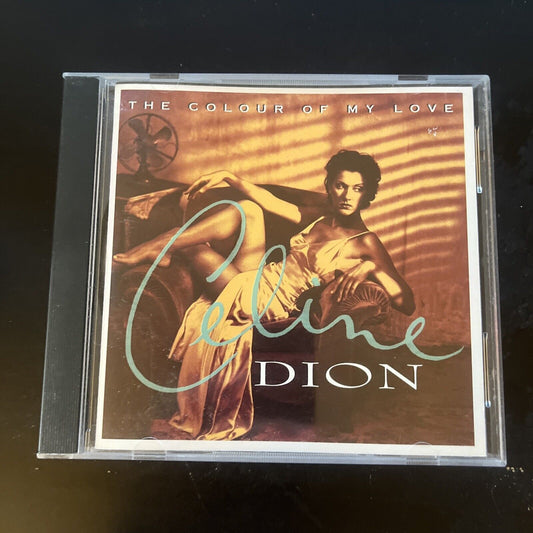 THE COLOUR OF MY LOVE
Celine
DION